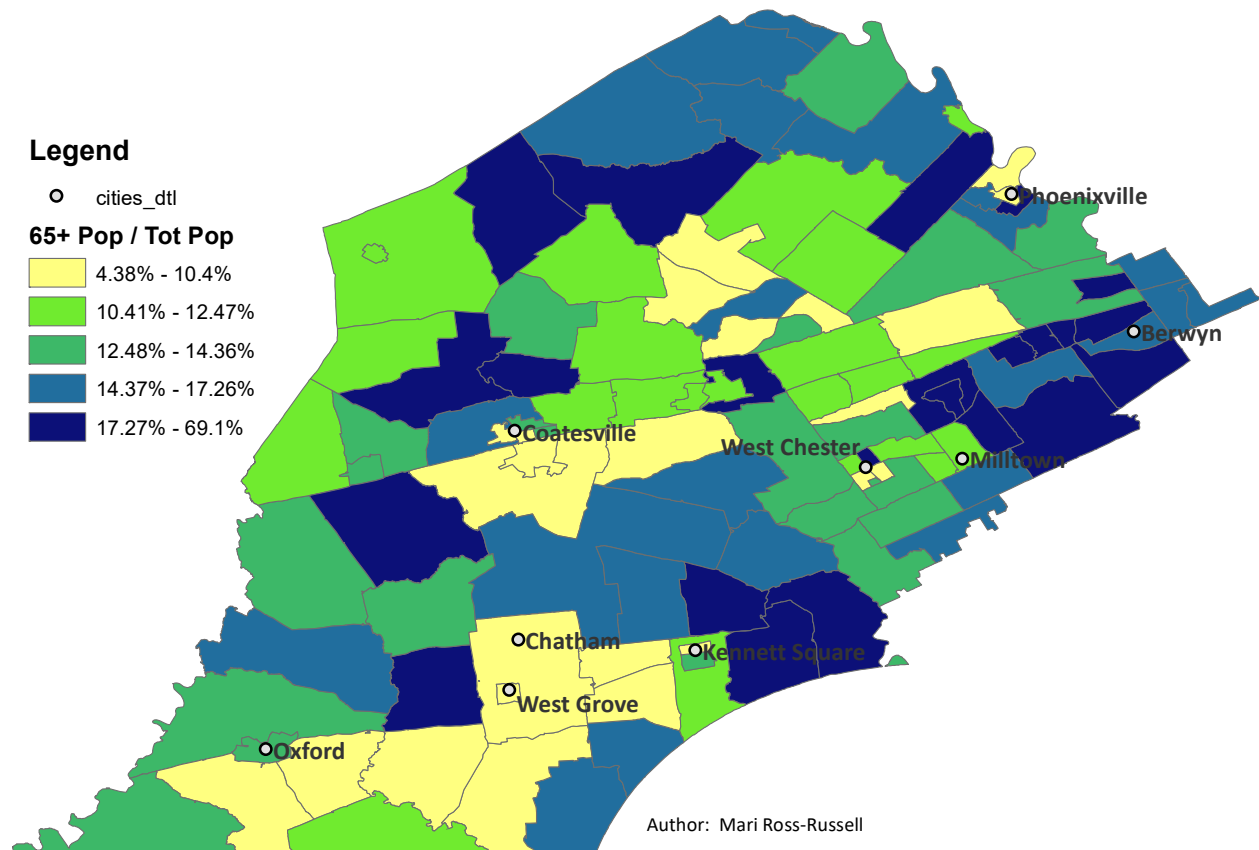 Legend
cities_dtl
65+ Pop / Tot Pop
4.38% - 10.4%
10.41% - 12.47%
12.48% - 14.36%
14.37% - 17.26%
17.27% - 69.1%
Phoenixville
Berwyn
Coatesville
West Chester
Milltown
Chatham
Kennett Square
West Grove
Oxford
Author: Mari Ross-Russell